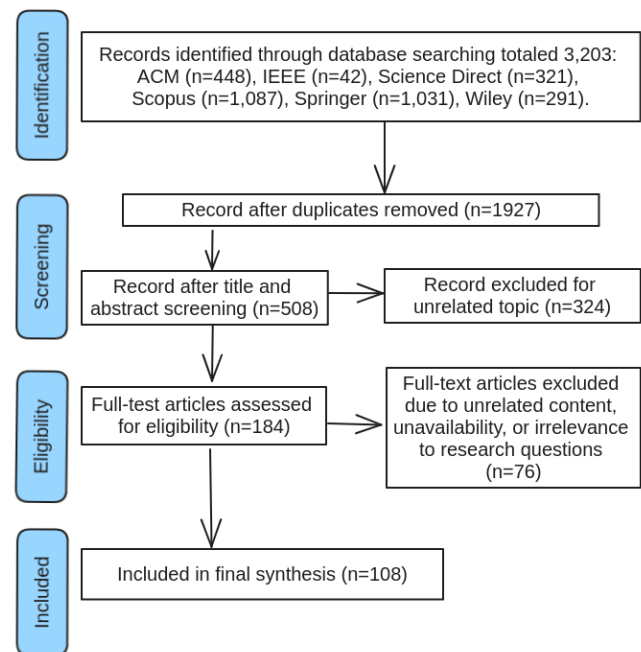 Identification
Records identified through database searching totaled 3,203:
ACM (n=448), IEEE (n=42), Science Direct (n=321),
Scopus (n=1,087), Springer (n=1,031), Wiley (n=291).
Screening
Record after duplicates removed (n=1927)
Record after title and
abstract screening (n=508)
Record excluded for
unrelated topic (n=324)
Eligibility
Full-test articles assessed
for eligibility (n=184)
Full-text articles excluded
due to unrelated content,
unavailability, or irrelevance
to research questions
(n=76)
Included
Included in final synthesis (n=108)